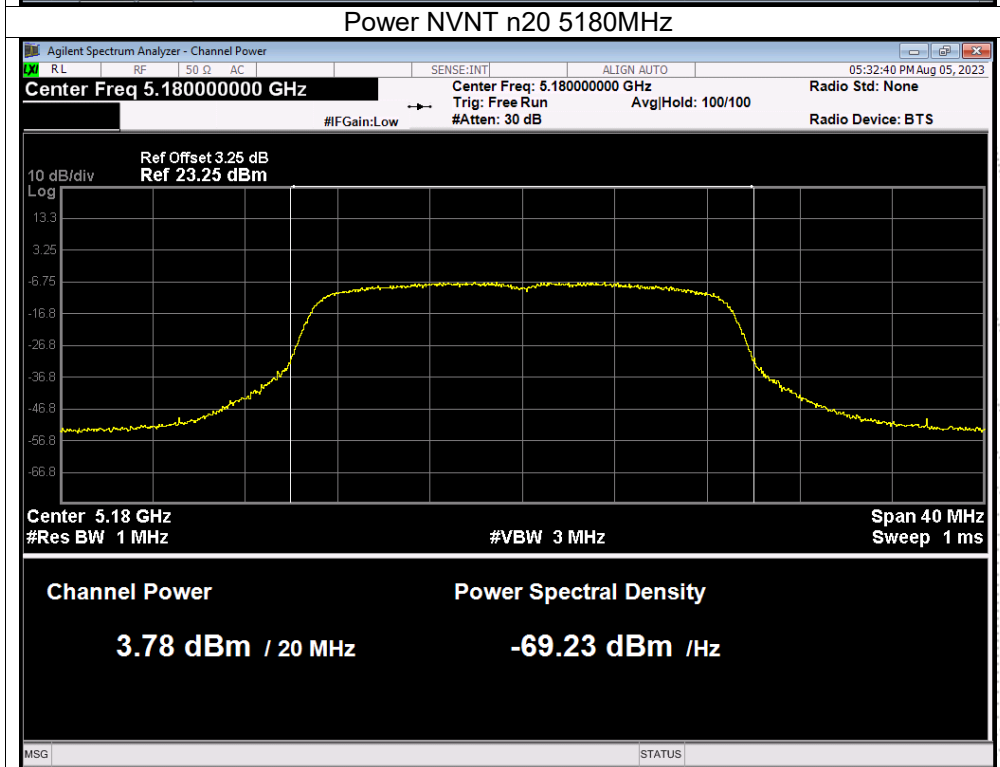 Power NVNT n20 5180MHz
Agilent Spectrum Analyzer - Channel Power
LXI RL RF 50 Ω AC SENSE:INT ALIGN AUTO 05:32:40 PM Aug 05, 2023
Center Freq 5.180000000 GHz Center Freq: 5.180000000 GHz Radio Std: None
Trig: Free Run Avg|Hold: 100/100
#IFGain:Low #Atten: 30 dB Radio Device: BTS
Ref Offset 3.25 dB
10 dB/div Ref 23.25 dBm
Log
13.3
3.25
-6.75
-16.8
-26.8
-36.8
-46.8
-56.8
-66.8
Center 5.18 GHz Span 40 MHz
#Res BW 1 MHz #VBW 3 MHz Sweep 1 ms
Channel Power Power Spectral Density
3.78 dBm / 20 MHz -69.23 dBm /Hz
MSG STATUS